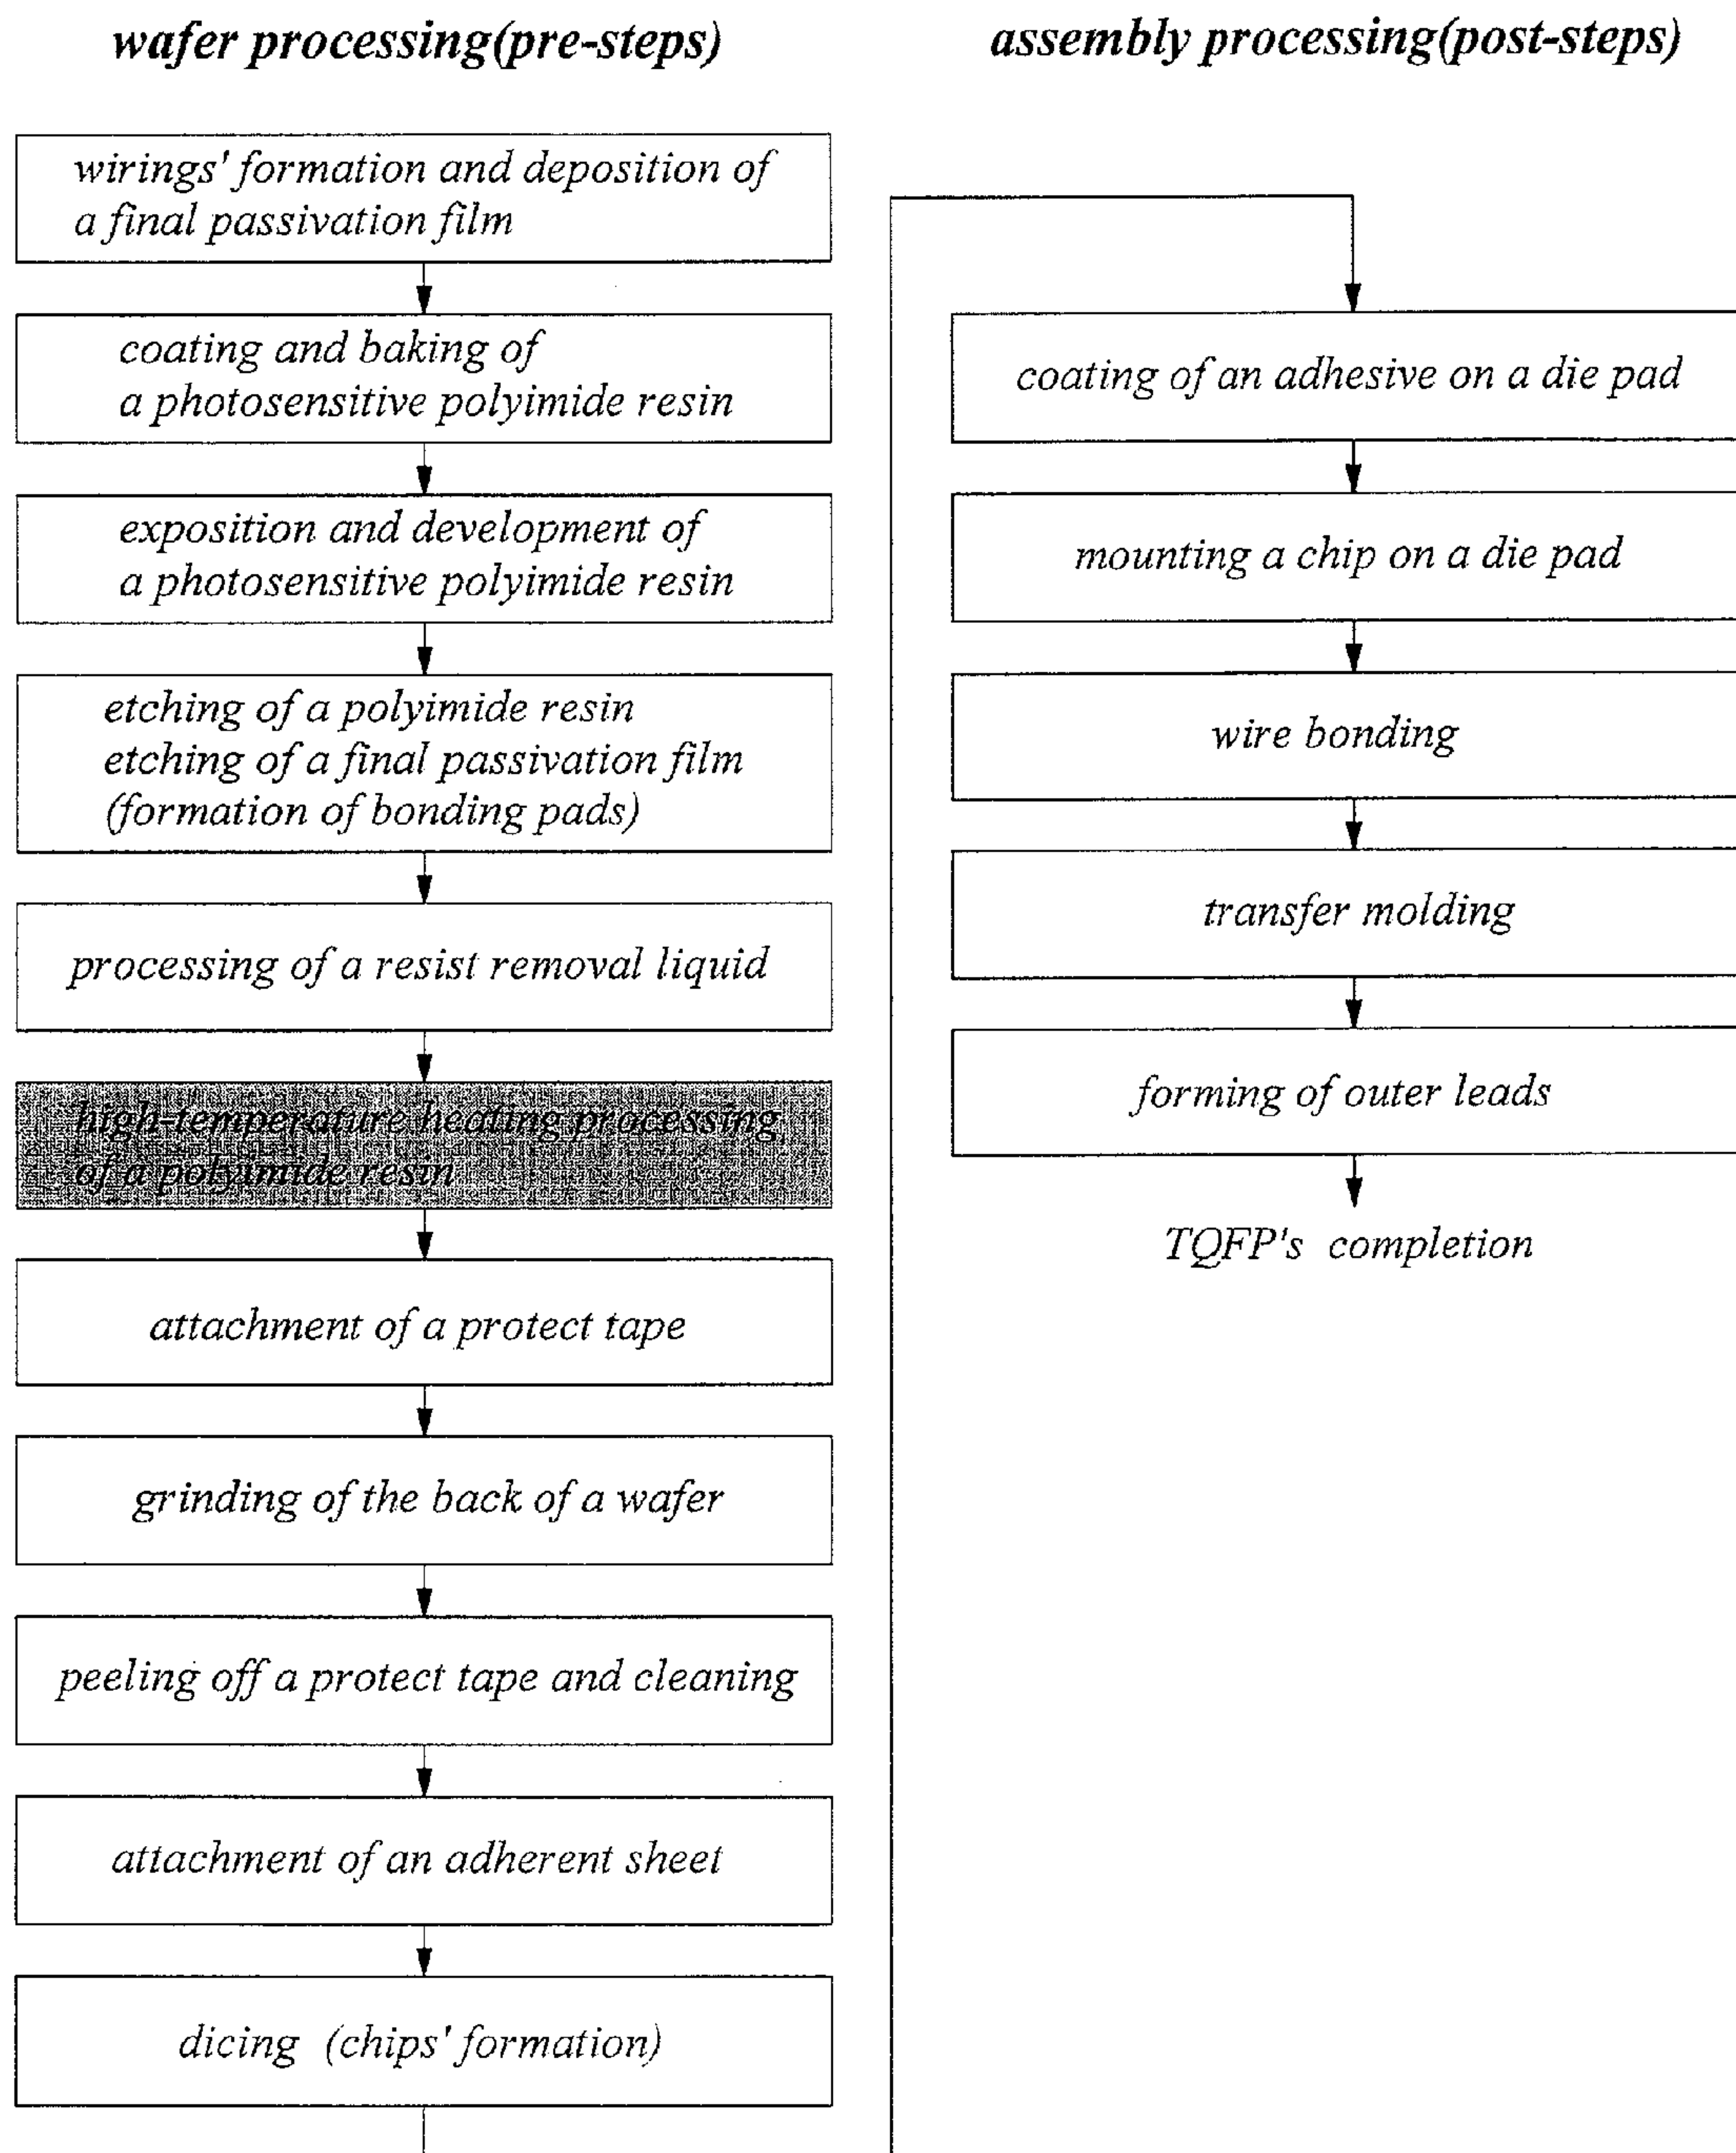 wafer processing(pre-steps)
wirings' formation and deposition of
a final passivation film
coating and baking of
a photosensitive polyimide resin
exposition and development of
a photosensitive polyimide resin
etching of a polyimide resin
etching of a final passivation film
(formation of bonding pads)
processing of a resist removal liquid
high-temperature heating processing
of a polyimide resin
attachment of a protect tape
grinding of the back of a wafer
peeling off a protect tape and cleaning
attachment of an adherent sheet
dicing (chips' formation)
assembly processing(post-steps)
coating of an adhesive on a die pad
mounting a chip on a die pad
wire bonding
transfer molding
forming of outer leads
TQFP's completion